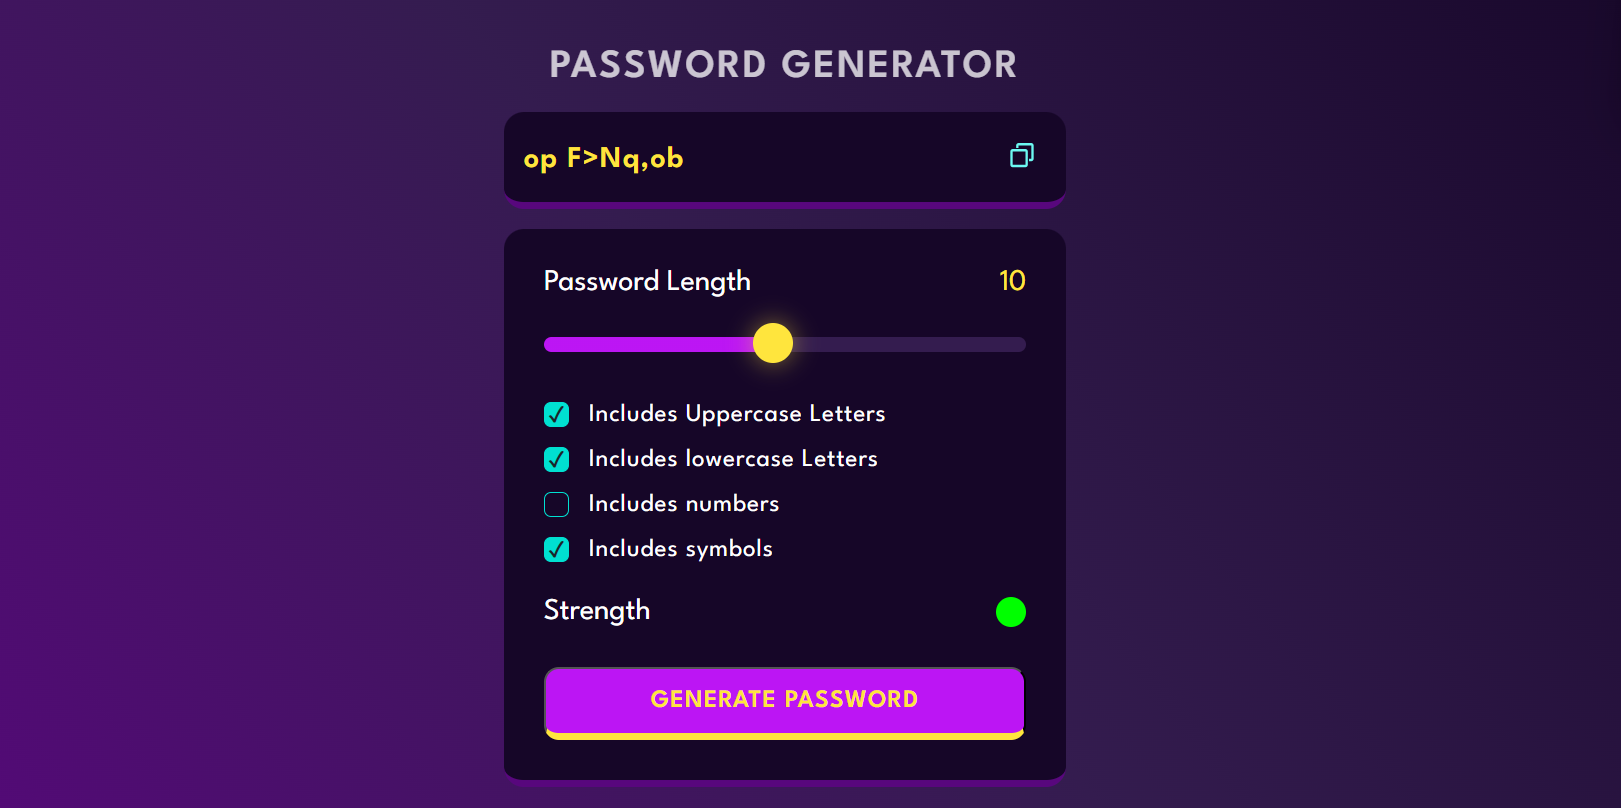 PASSWORD GENERATOR
op F>Nq,ob
Password Length 10
Includes Uppercase Letters
Includes lowercase Letters
Includes numbers
Includes symbols
Strength
GENERATE PASSWORD